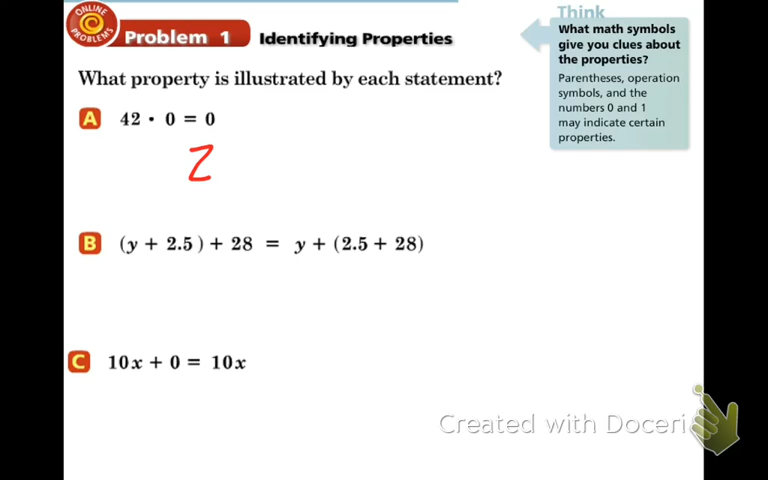 ONLINE
PROBLEMS
Problem 1 Identifying Properties
What property is illustrated by each statement?
A 42 · 0 = 0
Z
B (y + 2.5) + 28 = y + (2.5 + 28)
C 10x + 0 = 10x
Think
What math symbols
give you clues about
the properties?
Parentheses, operation
symbols, and the
numbers 0 and 1
may indicate certain
properties.
Created with Doceri